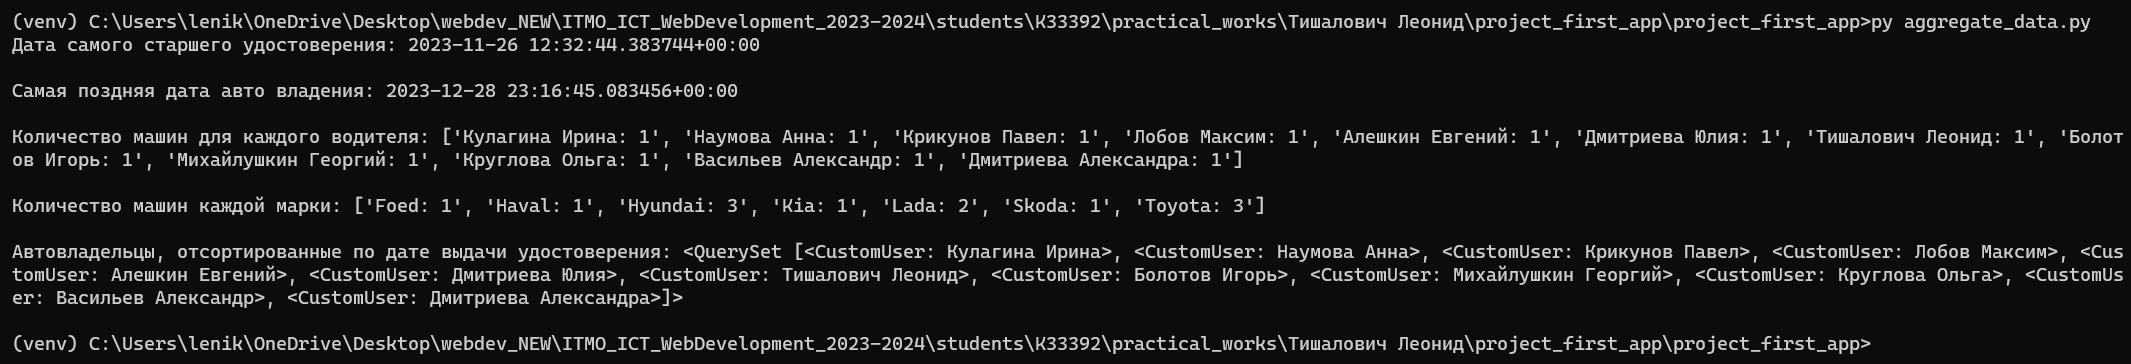 (venv) C:\Users\lenik\OneDrive\Desktop\webdev_NEW\ITMO_ICT_WebDevelopment_2023-2024\students\K33392\practical_works\Тишалович Леонид\project_first_app\project_first_app>py aggregate_data.py
Дата самого старшего удостоверения: 2023-11-26 12:32:44.383744+00:00
Самая поздняя дата авто владения: 2023-12-28 23:16:45.083456+00:00
Количество машин для каждого водителя: ['Кулагина Ирина: 1', 'Наумова Анна: 1', 'Крикунов Павел: 1', 'Лобов Максим: 1', 'Алешкин Евгений: 1', 'Дмитриева Юлия: 1', 'Тишалович Леонид: 1', 'Болот
ов Игорь: 1', 'Михайлушкин Георгий: 1', 'Круглова Ольга: 1', 'Васильев Александр: 1', 'Дмитриева Александра: 1']
Количество машин каждой марки: ['Foed: 1', 'Haval: 1', 'Hyundai: 3', 'Kia: 1', 'Lada: 2', 'Skoda: 1', 'Toyota: 3']
Автовладельцы, отсортированные по дате выдачи удостоверения: <QuerySet [<CustomUser: Кулагина Ирина>, <CustomUser: Наумова Анна>, <CustomUser: Крикунов Павел>, <CustomUser: Лобов Максим>, <Cus
tomUser: Алешкин Евгений>, <CustomUser: Дмитриева Юлия>, <CustomUser: Тишалович Леонид>, <CustomUser: Болотов Игорь>, <CustomUser: Михайлушкин Георгий>, <CustomUser: Круглова Ольга>, <CustomUs
er: Васильев Александр>, <CustomUser: Дмитриева Александра>]>
(venv) C:\Users\lenik\OneDrive\Desktop\webdev_NEW\ITMO_ICT_WebDevelopment_2023-2024\students\K33392\practical_works\Тишалович Леонид\project_first_app\project_first_app>